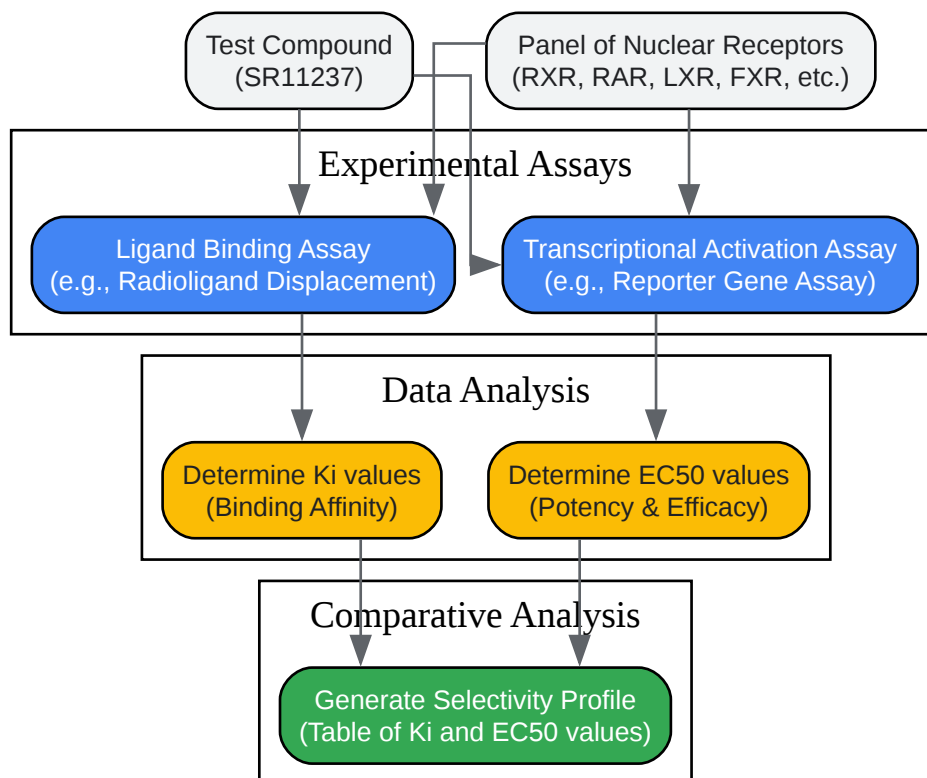 Test Compound
(SR11237)
Panel of Nuclear Receptors
(RXR, RAR, LXR, FXR, etc.)
Experimental Assays
Ligand Binding Assay
(e.g., Radioligand Displacement)
Transcriptional Activation Assay
(e.g., Reporter Gene Assay)
Data Analysis
Determine Ki values
(Binding Affinity)
Determine EC50 values
(Potency & Efficacy)
Comparative Analysis
Generate Selectivity Profile
(Table of Ki and EC50 values)